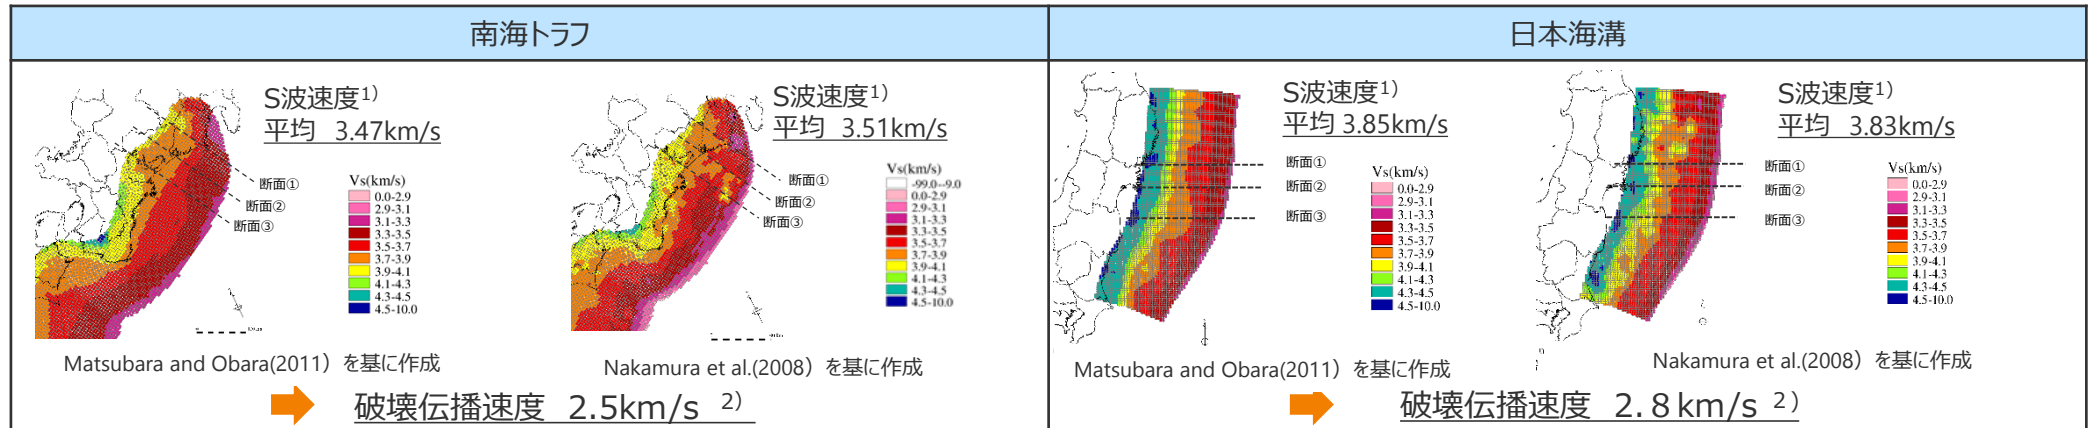 南海トラフ
日本海溝
S波速度1)
平均 3.47km/s
断面①
断面②
断面③
Vs(km/s)
0.0-2.9
2.9-3.1
3.1-3.3
3.3-3.5
3.5-3.7
3.7-3.9
3.9-4.1
4.1-4.3
4.3-4.5
4.5-10.0
Matsubara and Obara(2011）を基に作成
S波速度1)
平均 3.51km/s
断面①
断面②
断面③
Vs(km/s)
-99.0--9.0
0.0-2.9
2.9-3.1
3.1-3.3
3.3-3.5
3.5-3.7
3.7-3.9
3.9-4.1
4.1-4.3
4.3-4.5
4.5-10.0
Nakamura et al.(2008）を基に作成
破壊伝播速度 2.5km/s 2)
S波速度1)
平均 3.85km/s
断面①
断面②
断面③
Vs(km/s)
0.0-2.9
2.9-3.1
3.1-3.3
3.3-3.5
3.5-3.7
3.7-3.9
3.9-4.1
4.1-4.3
4.3-4.5
4.5-10.0
Matsubara and Obara(2011）を基に作成
S波速度1)
平均 3.83km/s
断面①
断面②
断面③
Vs(km/s)
0.0-2.9
2.9-3.1
3.1-3.3
3.3-3.5
3.5-3.7
3.7-3.9
3.9-4.1
4.1-4.3
4.3-4.5
4.5-10.0
Nakamura et al.(2008）を基に作成
破壊伝播速度 2.８km/s 2)